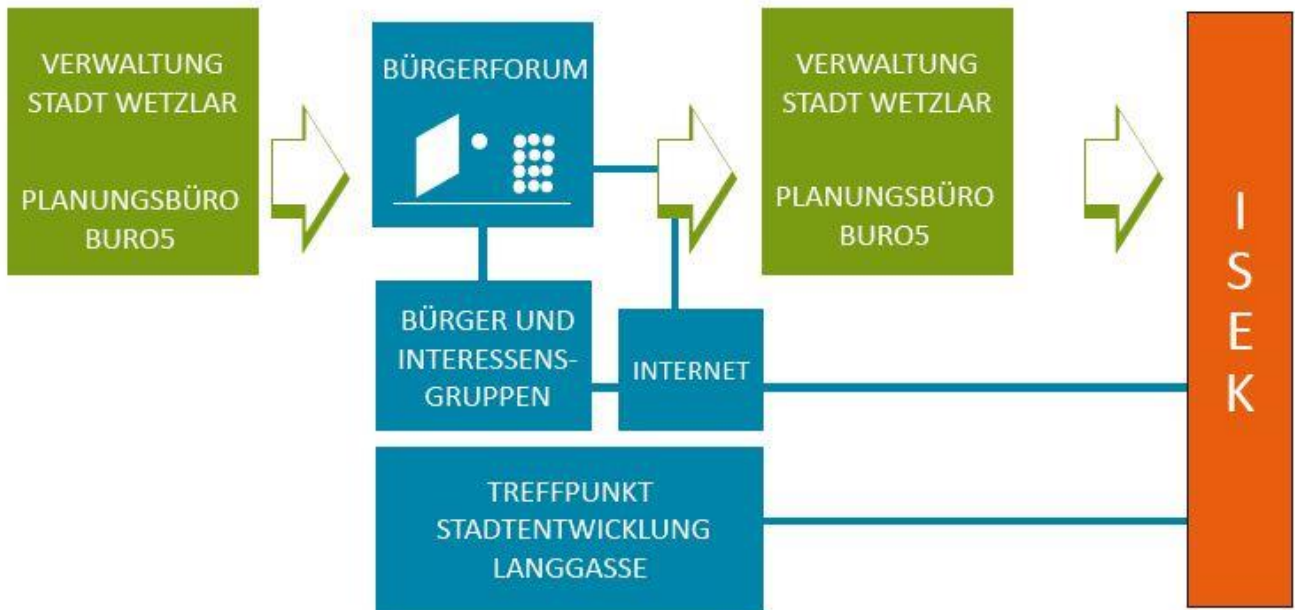 VERWALTUNG
STADT WETZLAR
PLANUNGSBÜRO
BURO5
BÜRGERFORUM
VERWALTUNG
STADT WETZLAR
PLANUNGSBÜRO
BURO5
BÜRGER UND
INTERESSENS-
GRUPPEN
INTERNET
TREFFPUNKT
STADTENTWICKLUNG
LANGGASSE
I
S
E
K